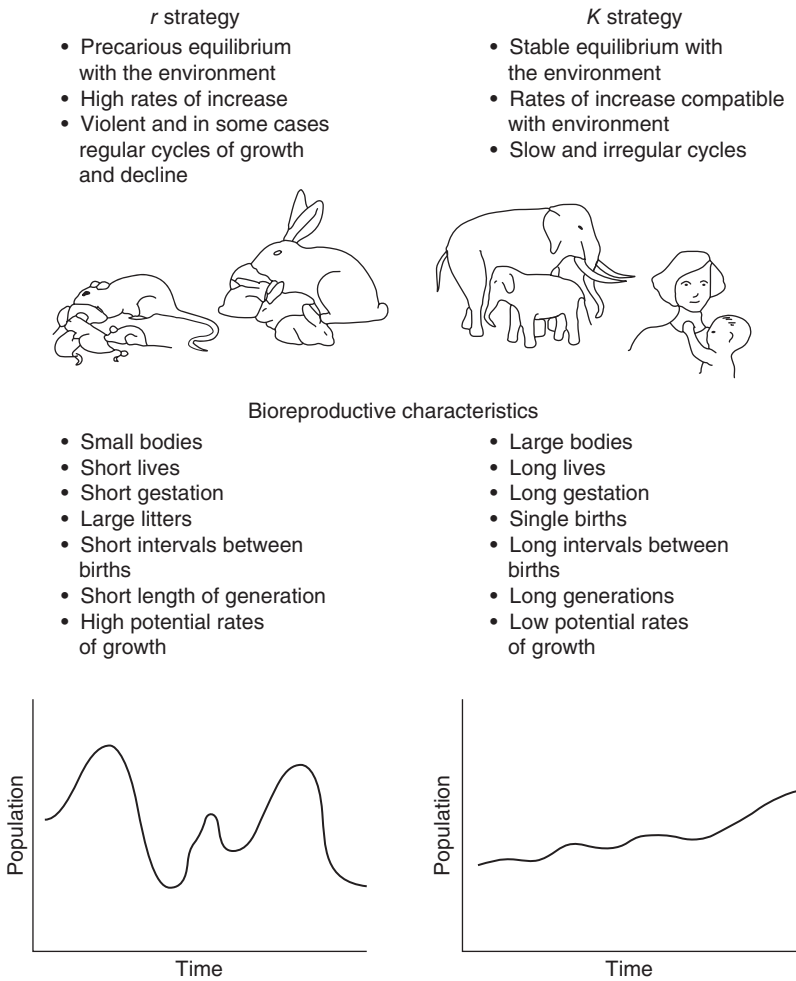 r strategy
• Precarious equilibrium
with the environment
• High rates of increase
• Violent and in some cases
regular cycles of growth
and decline
K strategy
• Stable equilibrium with
the environment
• Rates of increase compatible
with environment
• Slow and irregular cycles
Bioreproductive characteristics
• Small bodies
• Short lives
• Short gestation
• Large litters
• Short intervals between
births
• Short length of generation
• High potential rates
of growth
• Large bodies
• Long lives
• Long gestation
• Single births
• Long intervals between
births
• Long generations
• Low potential rates
of growth
Population
Time
Population
Time